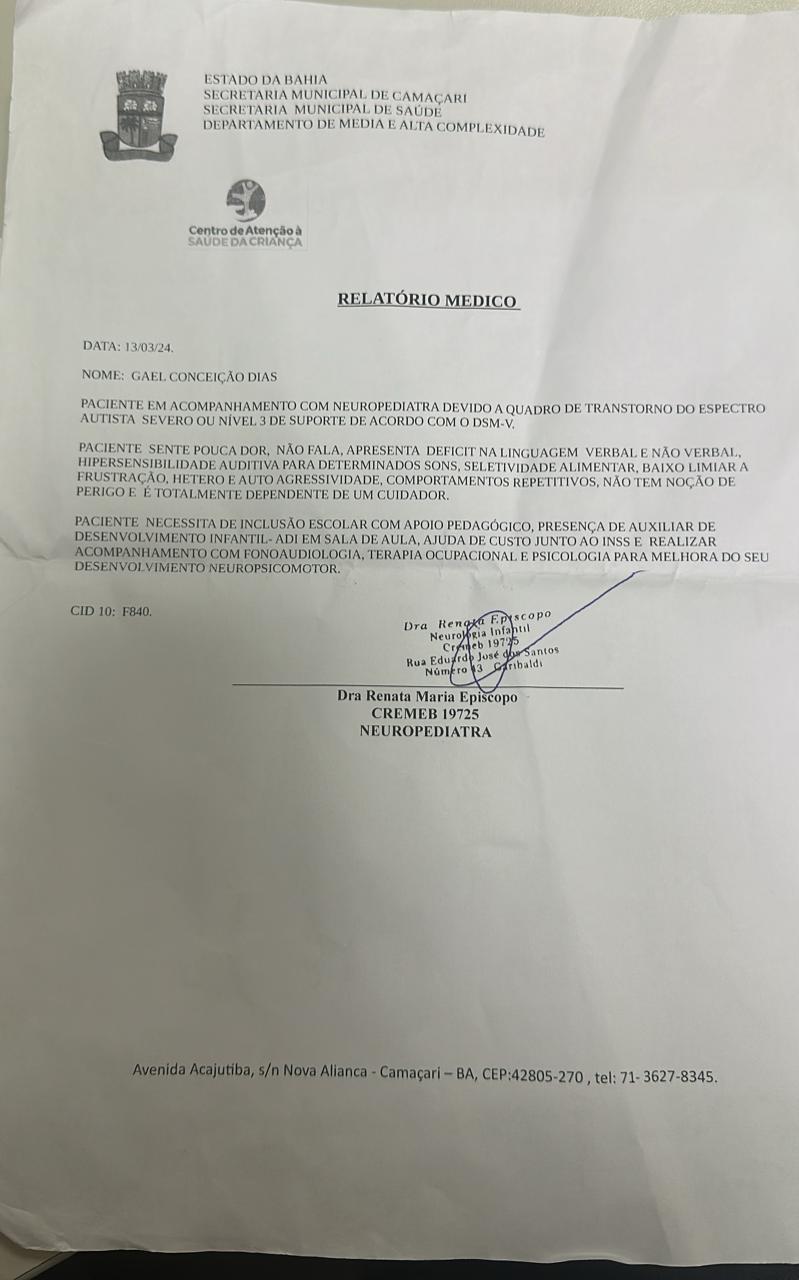 ESTADO DA BAHIA
SECRETARIA MUNICIPAL DE CAMAÇARI
SECRETARIA MUNICIPAL DE SAÚDE
DEPARTAMENTO DE MEDIA E ALTA COMPLEXIDADE
Centro de Atenção à
SAÚDE DA CRIANÇA
RELATÓRIO MEDICO
DATA: 13/03/24.
NOME: GAEL CONCEIÇÃO DIAS
PACIENTE EM ACOMPANHAMENTO COM NEUROPEDIATRA DEVIDO A QUADRO DE TRANSTORNO DO ESPECTRO
AUTISTA SEVERO OU NÍVEL 3 DE SUPORTE DE ACORDO COM O DSM-V.
PACIENTE SENTE POUCA DOR, NÃO FALA, APRESENTA DEFICIT NA LINGUAGEM VERBAL E NÃO VERBAL,
HIPERSENSIBILIDADE AUDITIVA PARA DETERMINADOS SONS, SELETIVIDADE ALIMENTAR, BAIXO LIMIAR A
FRUSTRAÇÃO, HETERO E AUTO AGRESSIVIDADE, COMPORTAMENTOS REPETITIVOS, NÃO TEM NOÇÃO DE
PERIGO E É TOTALMENTE DEPENDENTE DE UM CUIDADOR.
PACIENTE NECESSITA DE INCLUSÃO ESCOLAR COM APOIO PEDAGÓGICO, PRESENÇA DE AUXILIAR DE
DESENVOLVIMENTO INFANTIL- ADI EM SALA DE AULA, AJUDA DE CUSTO JUNTO AO INSS E REALIZAR
ACOMPANHAMENTO COM FONOAUDIOLOGIA, TERAPIA OCUPACIONAL E PSICOLOGIA PARA MELHORA DO SEU
DESENVOLVIMENTO NEUROPSICOMOTOR.
CID 10: F840.
Dra Renata Episcopo
Neurologia Infantil
Cremeb 19725
Rua Eduardo José dos Santos
Número 43 Garibaldi
Dra Renata Maria Episcopo
CREMEB 19725
NEUROPEDIATRA
Avenida Acajutiba, s/n Nova Alianca - Camaçari – BA, CEP:42805-270 , tel: 71- 3627-8345.